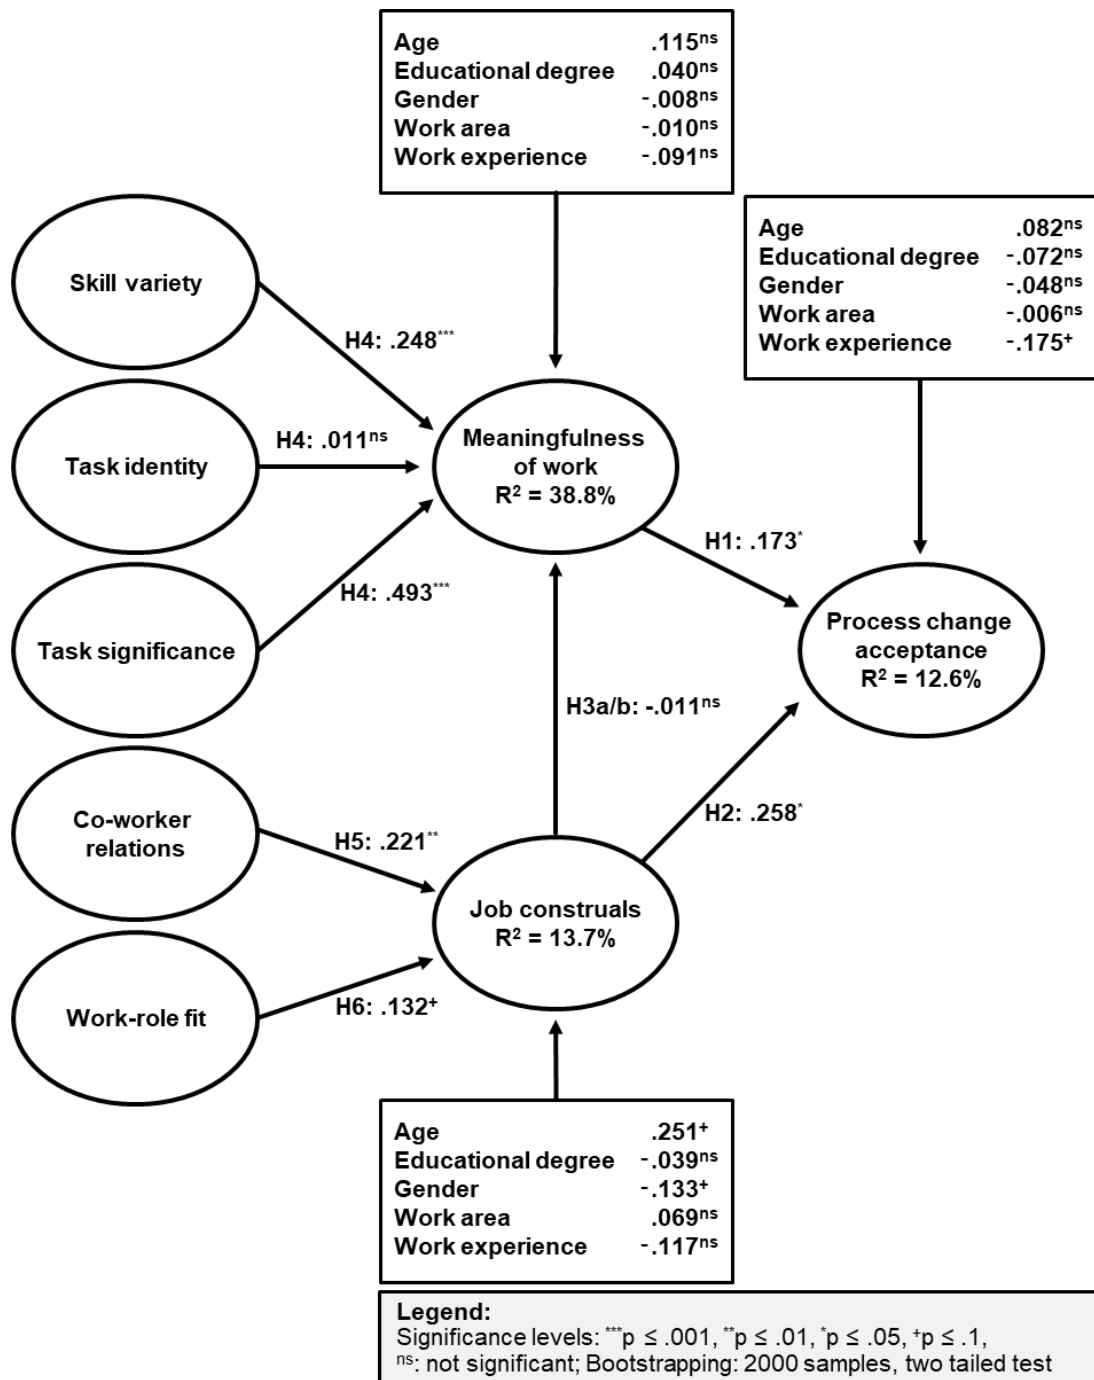 Age .115ns
Educational degree .040ns
Gender -.008ns
Work area -.010ns
Work experience -.091ns
Age .082ns
Educational degree -.072ns
Gender -.048ns
Work area -.006ns
Work experience -.175+
Skill variety
H4: .248***
Task identity
H4: .011ns
Meaningfulness
of work
R2 = 38.8%
H1: .173*
Task significance
H4: .493***
Process change
acceptance
R2 = 12.6%
H3a/b: -.011ns
Co-worker
relations
H5: .221**
H2: .258*
Job construals
R2 = 13.7%
Work-role fit
H6: .132+
Age .251+
Educational degree -.039ns
Gender -.133+
Work area .069ns
Work experience -.117ns
Legend:
Significance levels: ***p ≤ .001, **p ≤ .01, *p ≤ .05, +p ≤ .1,
ns: not significant; Bootstrapping: 2000 samples, two tailed test